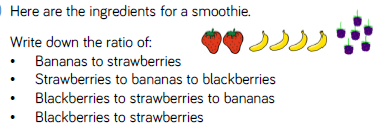 Here are the ingredients for a smoothie.
Write down the ratio of:
• Bananas to strawberries
• Strawberries to bananas to blackberries
• Blackberries to strawberries to bananas
• Blackberries to strawberries